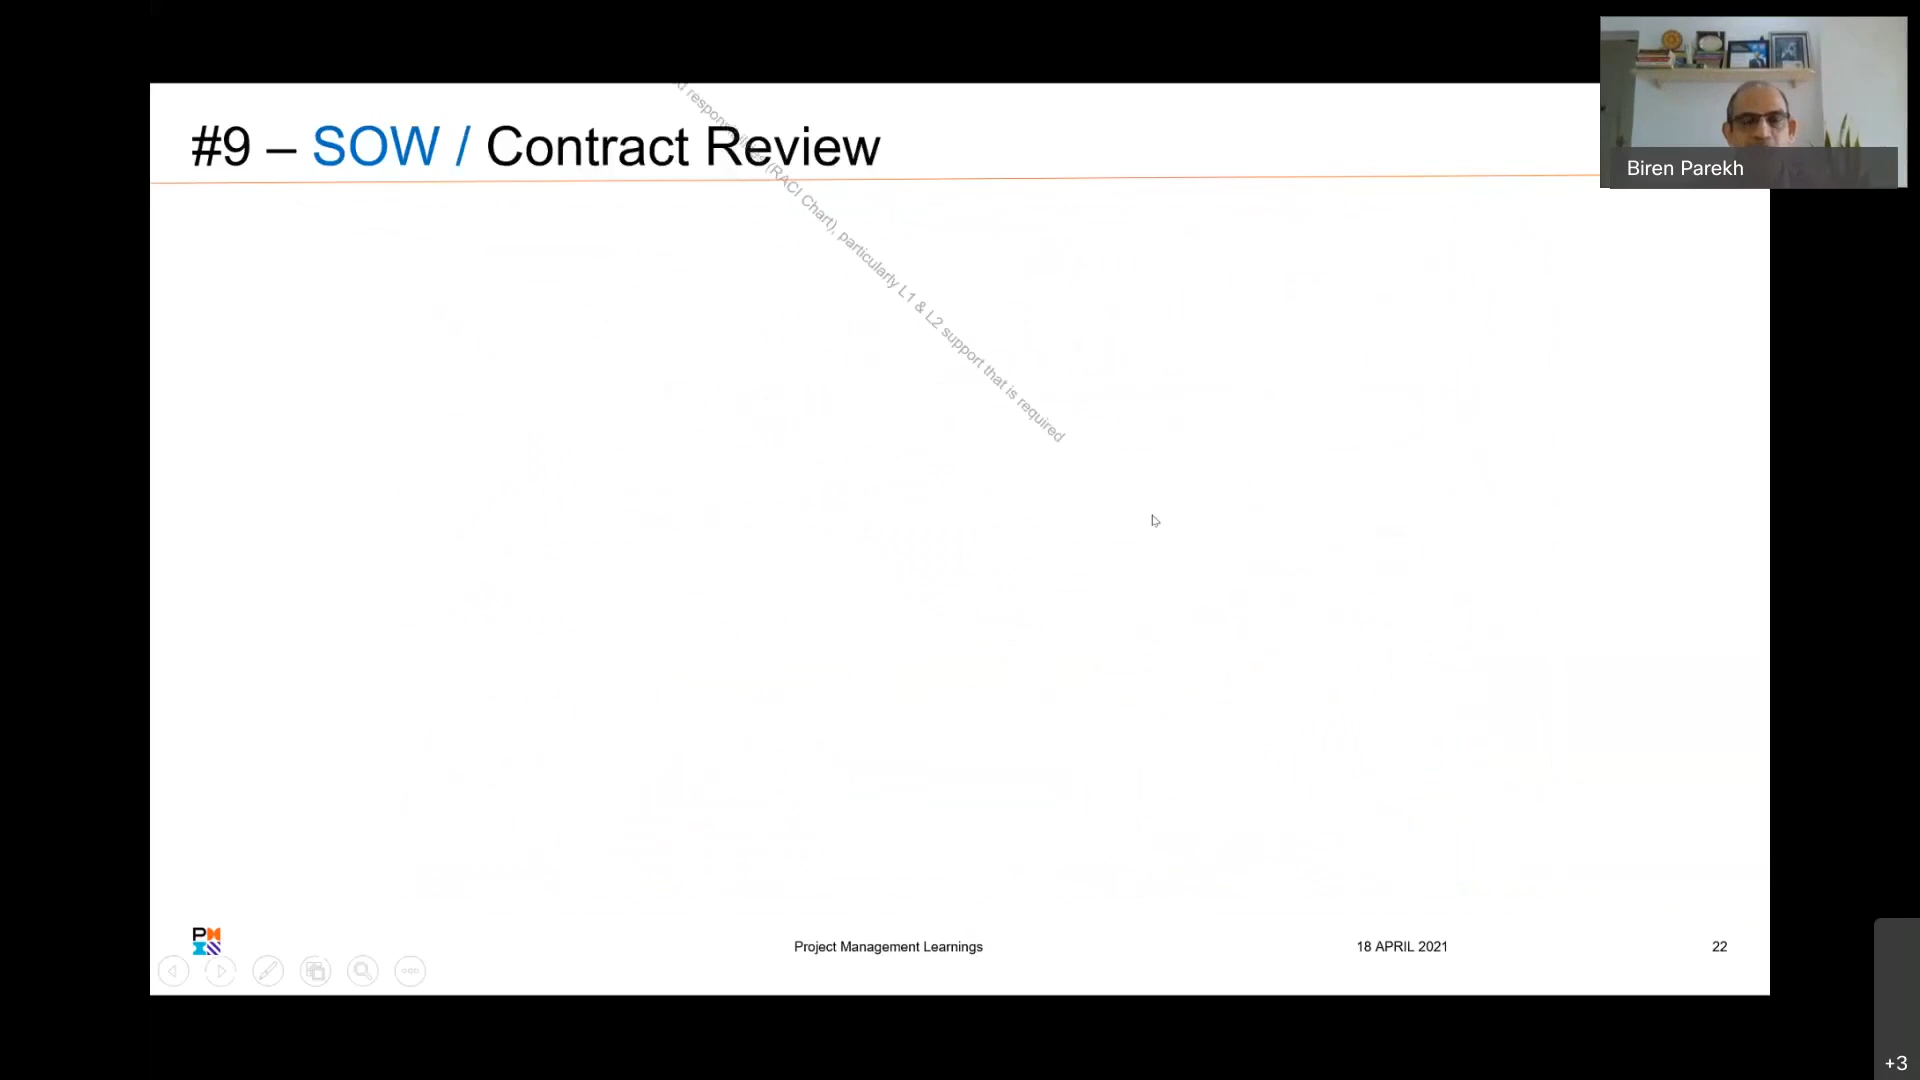 #9 – SOW / Contract Review
responsibilities (RACI Chart), particularly L1 & L2 support that is required
Biren Parekh
Project Management Learnings
18 APRIL 2021
22
+3